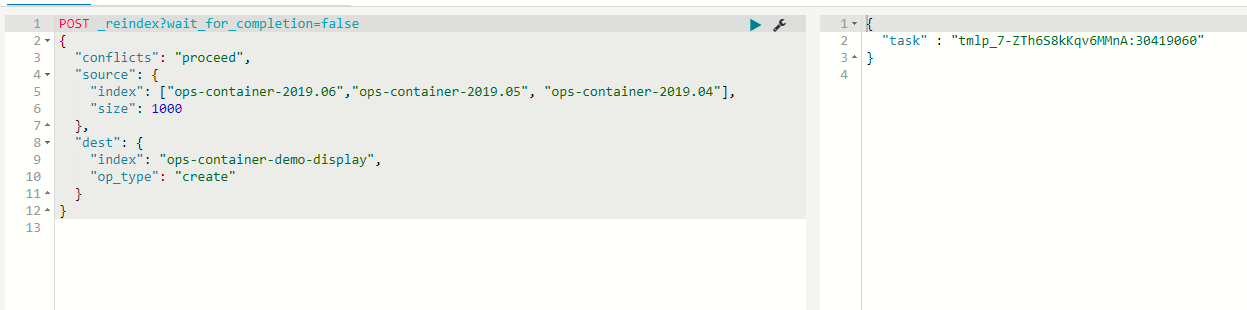 1 POST _reindex?wait_for_completion=false
2 {
3 "conflicts": "proceed",
4 "source": {
5 "index": ["ops-container-2019.06","ops-container-2019.05", "ops-container-2019.04"],
6 "size": 1000
7 },
8 "dest": {
9 "index": "ops-container-demo-display",
10 "op_type": "create"
11 }
12 }
13
1 {
2 "task" : "tmlp_7-ZTh6S8kKqv6MMnA:30419060"
3 }
4